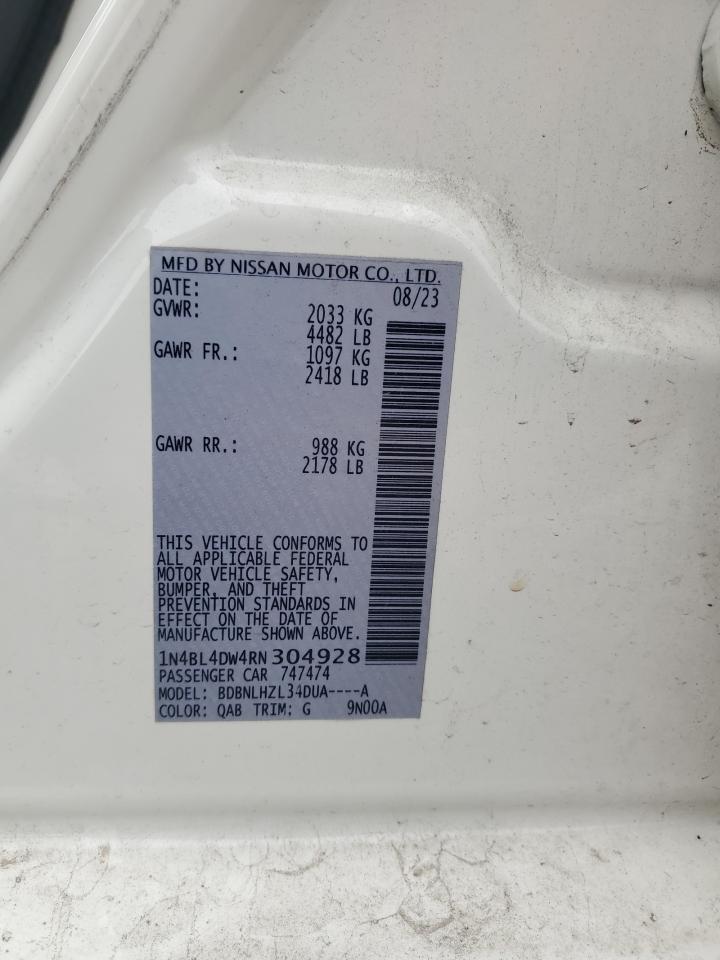 MFD BY NISSAN MOTOR CO., LTD.
DATE: 08/23
GVWR: 2033 KG
4482 LB
GAWR FR.: 1097 KG
2418 LB
GAWR RR.: 988 KG
2178 LB
THIS VEHICLE CONFORMS TO
ALL APPLICABLE FEDERAL
MOTOR VEHICLE SAFETY,
BUMPER, AND THEFT
PREVENTION STANDARDS IN
EFFECT ON THE DATE OF
MANUFACTURE SHOWN ABOVE.
1N4BL4DW4RN304928
PASSENGER CAR 747474
MODEL: BDBNLHZL34DUA----A
COLOR: QAB TRIM: G 9N00A